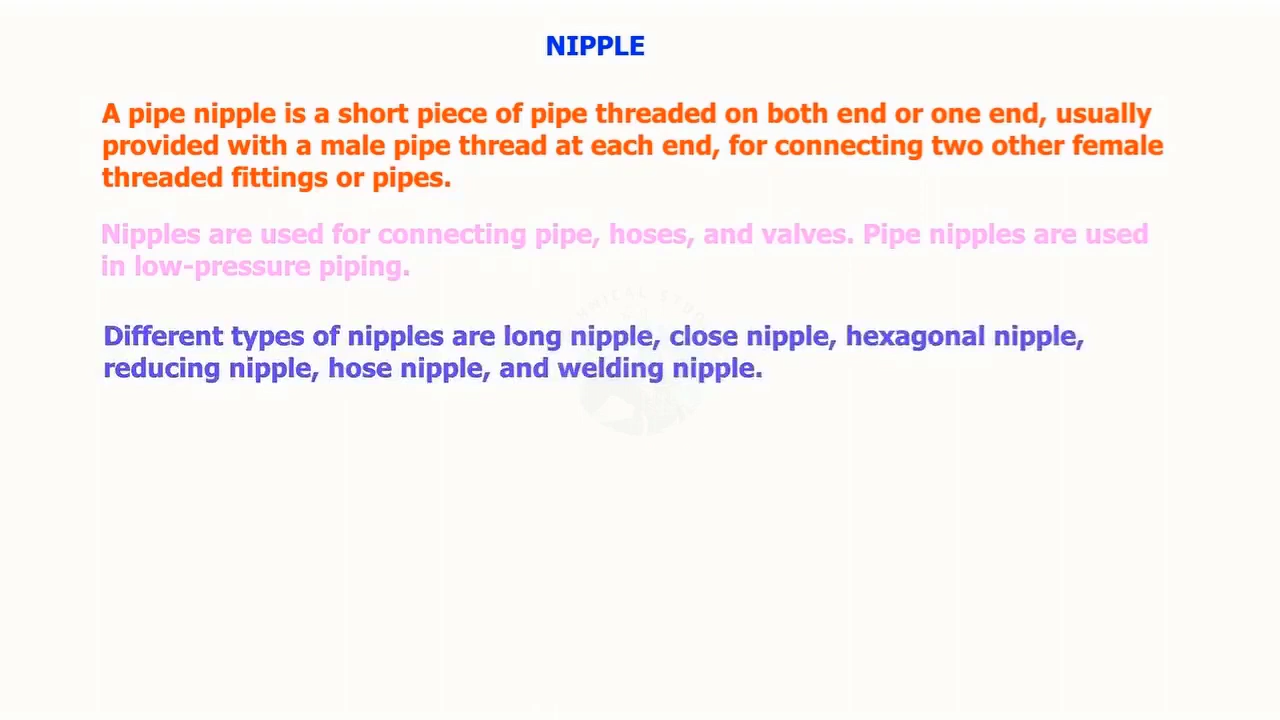 NIPPLE
A pipe nipple is a short piece of pipe threaded on both end or one end, usually
provided with a male pipe thread at each end, for connecting two other female
threaded fittings or pipes.
Nipples are used for connecting pipe, hoses, and valves. Pipe nipples are used
in low-pressure piping.
Different types of nipples are long nipple, close nipple, hexagonal nipple,
reducing nipple, hose nipple, and welding nipple.